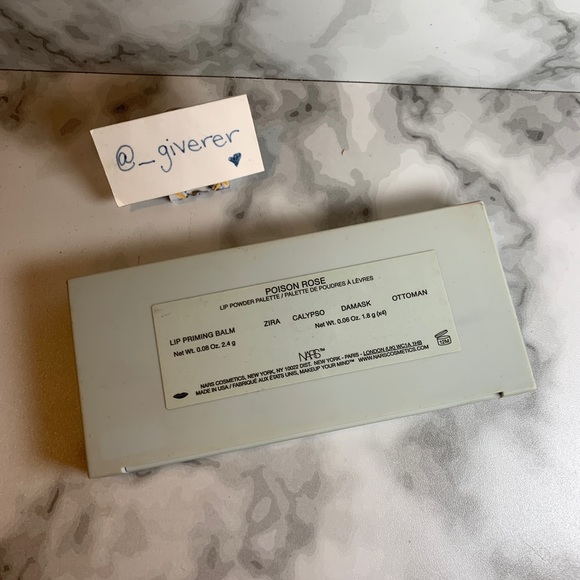 @_giverer
POISON ROSE
LIP POWDER PALETTE / PALETTE DE POUDRES À LÈVRES
LIP PRIMING BALM ZIRA CALYPSO DAMASK OTTOMAN
Net Wt. 0.08 Oz. 2.4 g Net Wt. 0.06 Oz. 1.8 g (x4)
NARS™
12M
NARS COSMETICS, NEW YORK, NY 10022 DIST. NEW YORK - PARIS - LONDON (UK) WC1A 1HB
MADE IN USA / FABRIQUÉ AUX ÉTATS UNIS, MAKEUP YOUR MIND™ WWW.NARSCOSMETICS.COM